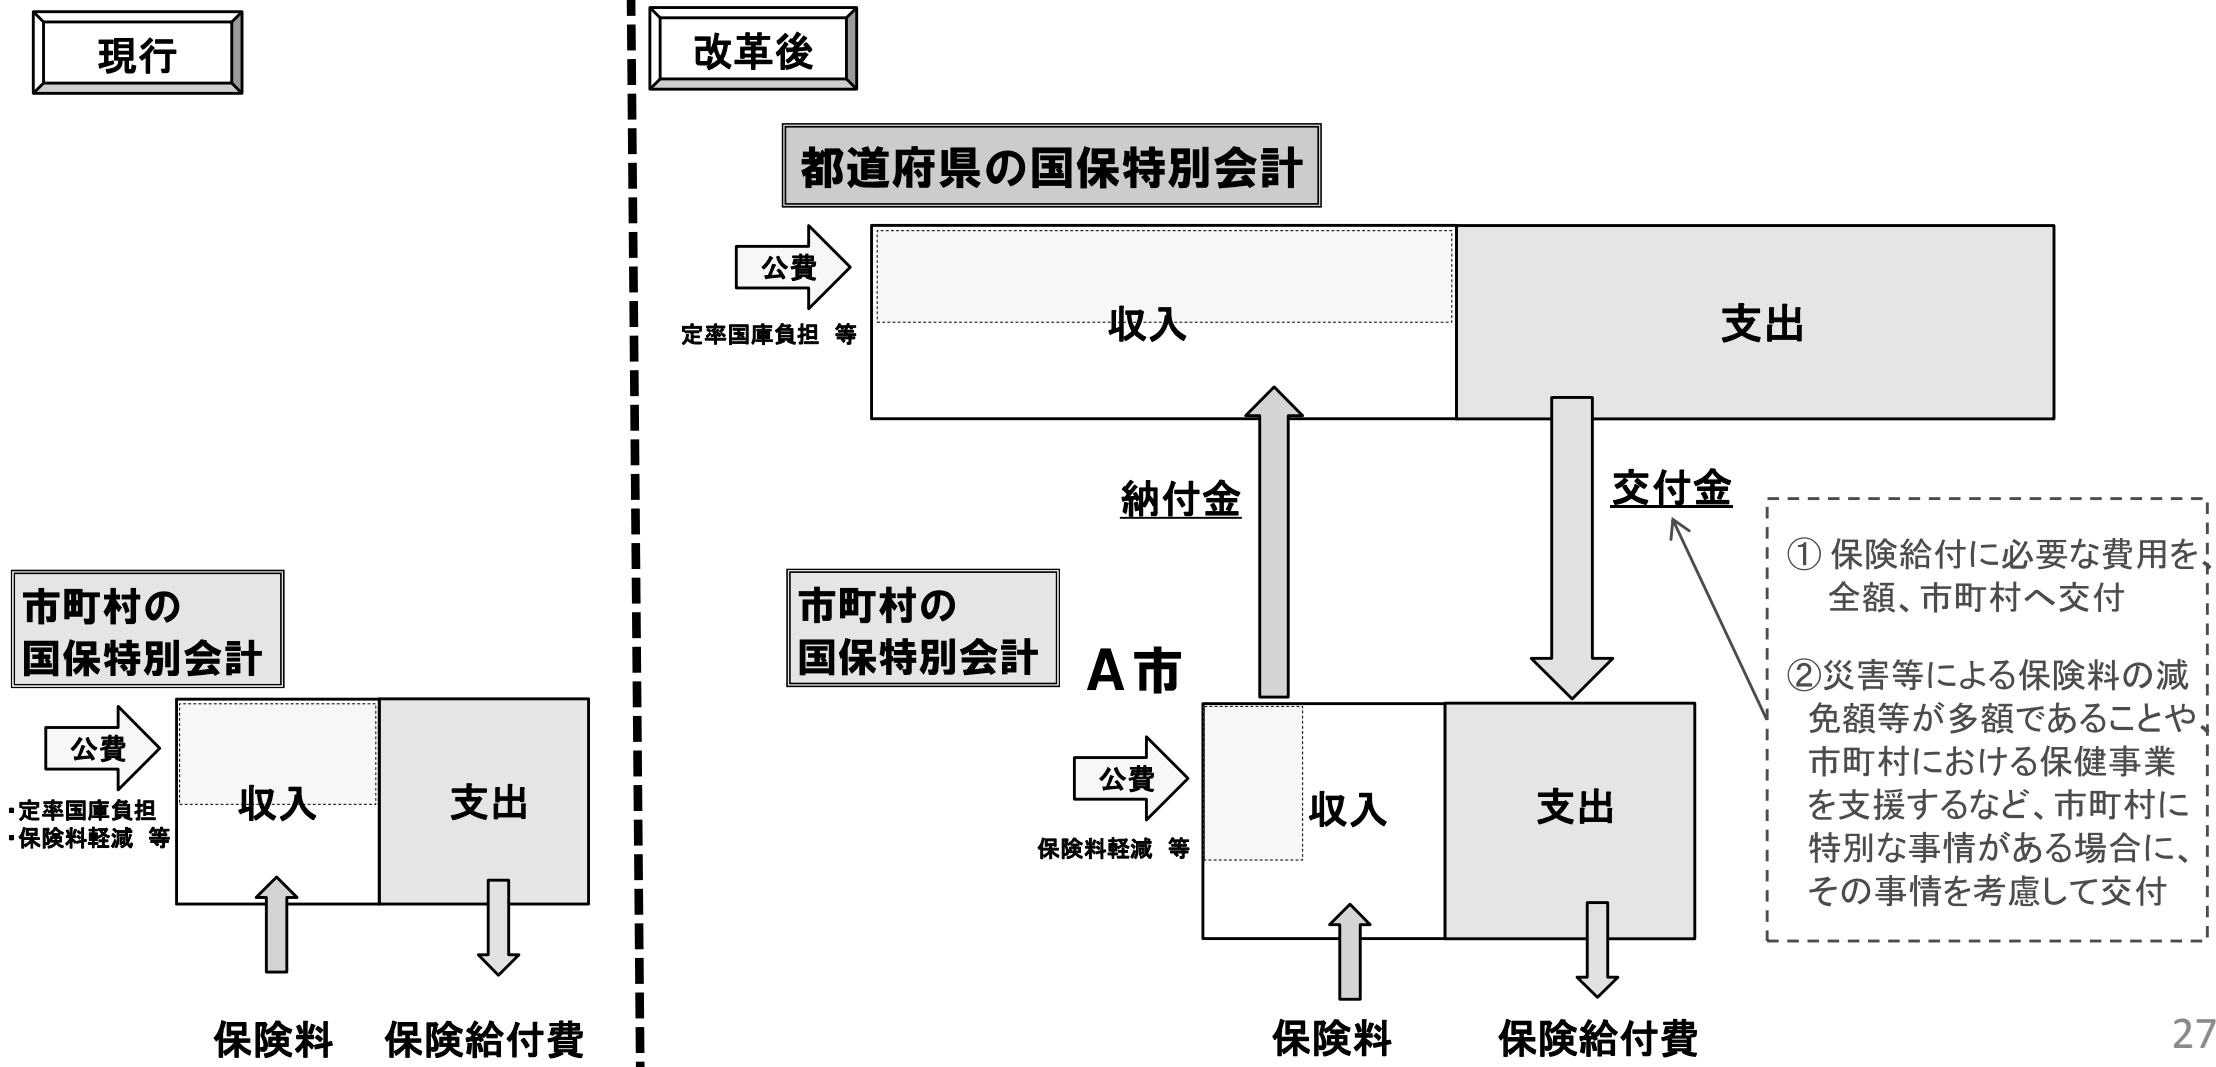 現行
市町村の
国保特別会計
公費
・定率国庫負担
・保険料軽減 等
収入
支出
保険料
保険給付費
改革後
都道府県の国保特別会計
公費
定率国庫負担 等
収入
支出
納付金
交付金
① 保険給付に必要な費用を、
全額、市町村へ交付
②災害等による保険料の減
免額等が多額であることや、
市町村における保健事業
を支援するなど、市町村に
特別な事情がある場合に、
その事情を考慮して交付
市町村の
国保特別会計
A市
公費
保険料軽減 等
収入
支出
保険料
保険給付費
27